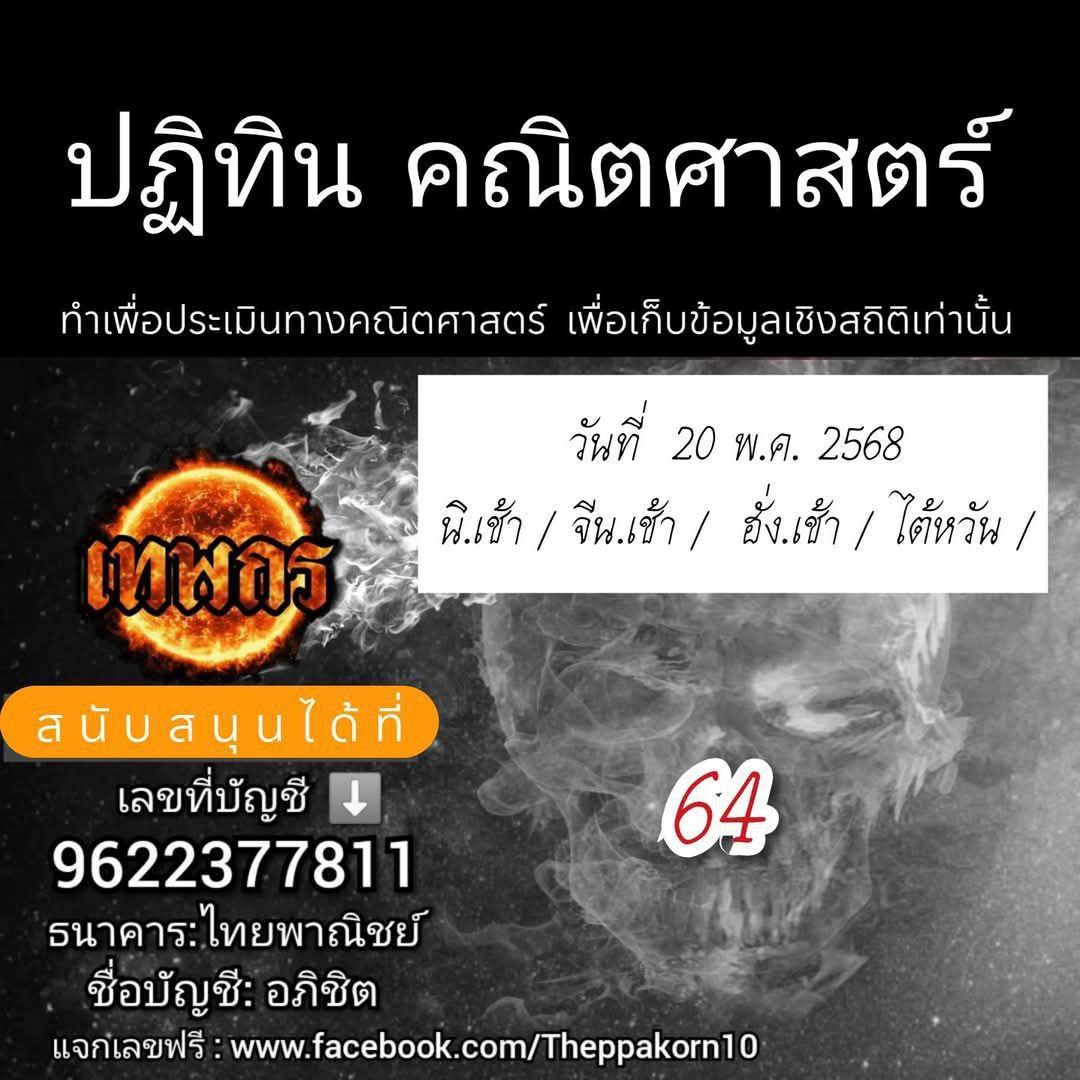 ปฏิทิน คณิตศาสตร์
ทำเพื่อประเมินทางคณิตศาสตร์ เพื่อเก็บข้อมูลเชิงสถิติเท่านั้น
วันที่ 20 พ.ค. 2568
นิ.เช้า / จีน.เช้า / ฮั่ง.เช้า / ไต้หวัน /
เทพกร
สนับสนุนได้ที่
เลขที่บัญชี ⬇
9622377811
ธนาคาร:ไทยพาณิชย์
ชื่อบัญชี: อภิชิต
64
แจกเลขฟรี : www.facebook.com/Theppakorn10